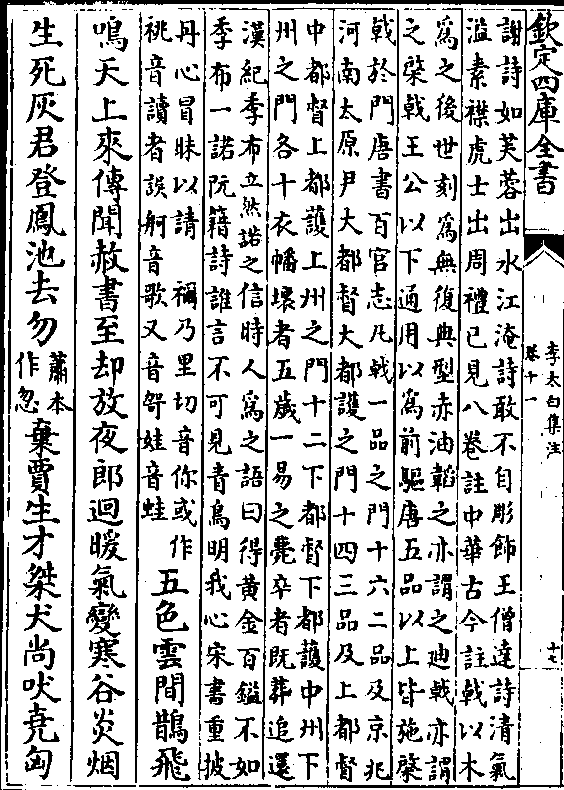 欽定四庫全書
李太白集注
卷十一
十七
謝詩如芙蓉出水江淹詩敢不自彫飾王僧達詩清氣
溢素襟虎士出周禮已見八卷註中華古今註戟以木
爲之後世刻爲無復典型赤油韜之亦謂之迪戟亦謂
之棨戟王公以下通用以爲前驅唐五品以上皆施棨
戟於門唐書百官志凡戟一品之門十六二品及京兆
河南太原尹大都督大都護之門十四三品及上都督
中都督上都護上州之門十二下都督下都護中州下
州之門各十衣幡壞者五歲一易之薨卒者既葬追還
漢紀季布立然諾之信時人爲之語曰得黃金百鎰不如
季布一諾阮籍詩誰言不可見青鳥明我心宋書重披
丹心冒昧以請 禰乃里切音你或作
祧音讀者誤舸音歌又音哿娃音蛙
五色雲間鵲飛
鳴天上來傳聞赦書至却放夜郎迴暖氣變寒谷炎烟
生死灰君登鳳池去勿蕭本作忽棄賈生才桀犬尚吠堯匈